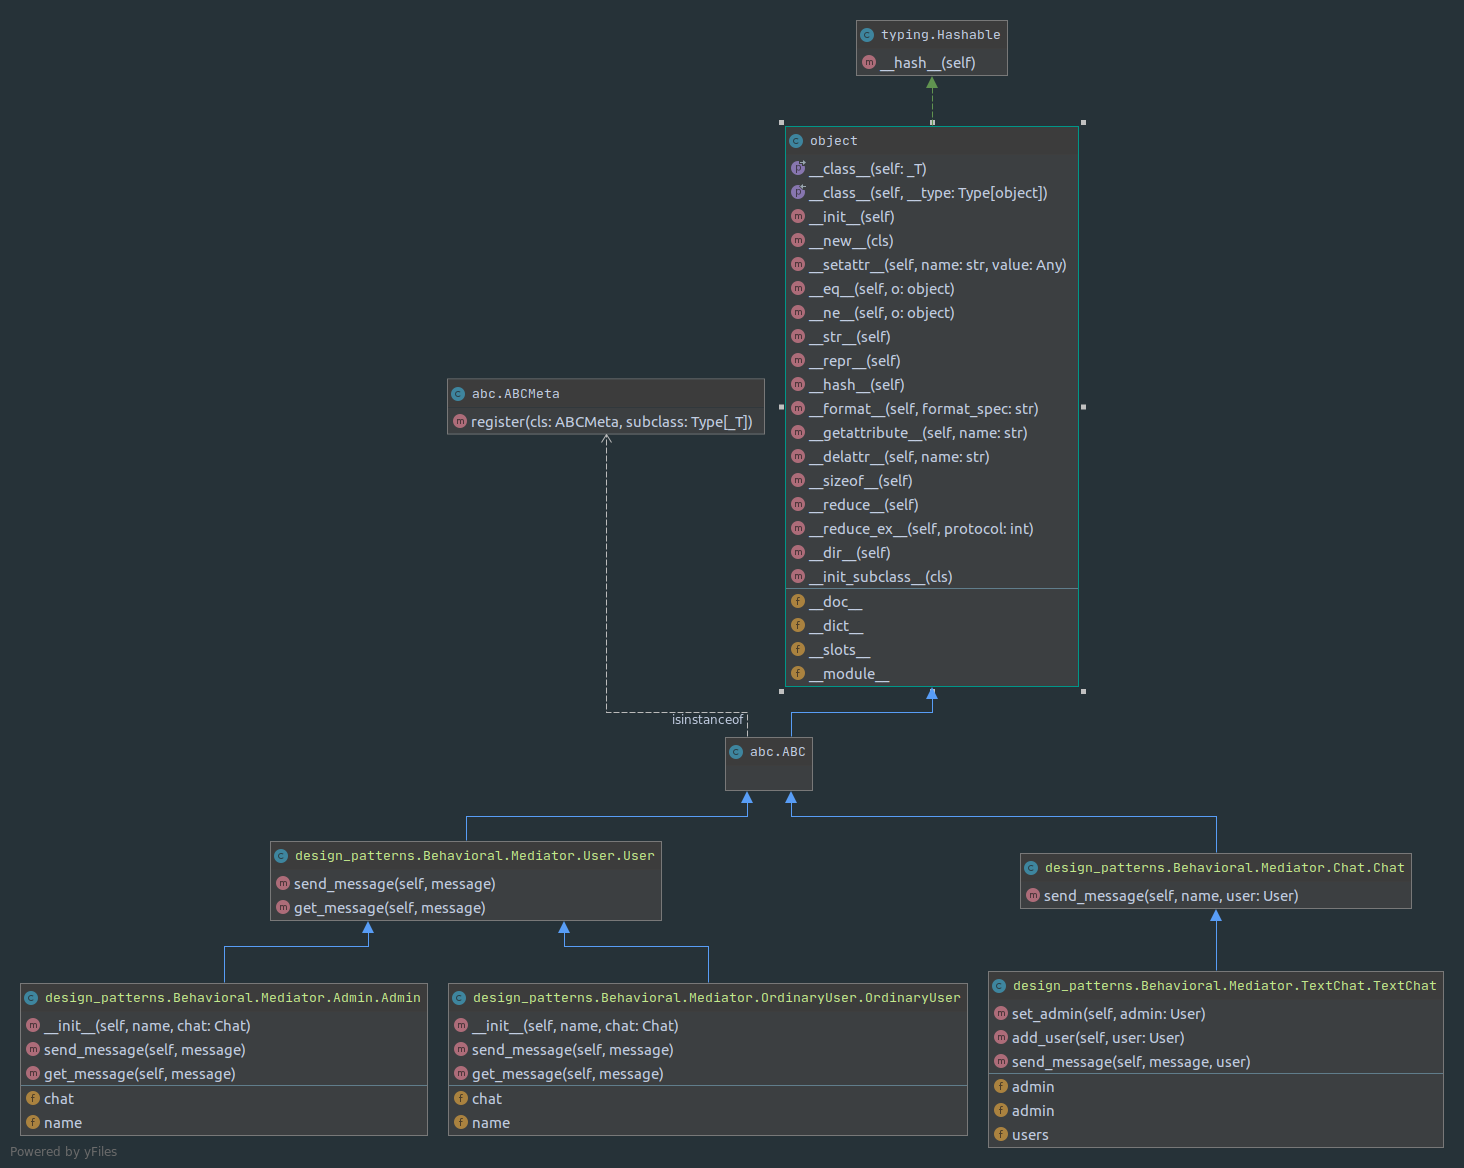 typing.Hashable
__hash__(self)
object
__class__(self: _T)
__class__(self, __type: Type[object])
__init__(self)
__new__(cls)
__setattr__(self, name: str, value: Any)
__eq__(self, o: object)
__ne__(self, o: object)
__str__(self)
__repr__(self)
__hash__(self)
__format__(self, format_spec: str)
__getattribute__(self, name: str)
__delattr__(self, name: str)
__sizeof__(self)
__reduce__(self)
__reduce_ex__(self, protocol: int)
__dir__(self)
__init_subclass__(cls)
__doc__
__dict__
__slots__
__module__
abc.ABCMeta
register(cls: ABCMeta, subclass: Type[_T])
isinstanceof
abc.ABC
design_patterns.Behavioral.Mediator.User.User
send_message(self, message)
get_message(self, message)
design_patterns.Behavioral.Mediator.Chat.Chat
send_message(self, name, user: User)
design_patterns.Behavioral.Mediator.Admin.Admin
__init__(self, name, chat: Chat)
send_message(self, message)
get_message(self, message)
chat
name
design_patterns.Behavioral.Mediator.OrdinaryUser.OrdinaryUser
__init__(self, name, chat: Chat)
send_message(self, message)
get_message(self, message)
chat
name
design_patterns.Behavioral.Mediator.TextChat.TextChat
set_admin(self, admin: User)
add_user(self, user: User)
send_message(self, message, user)
admin
admin
users
Powered by yFiles